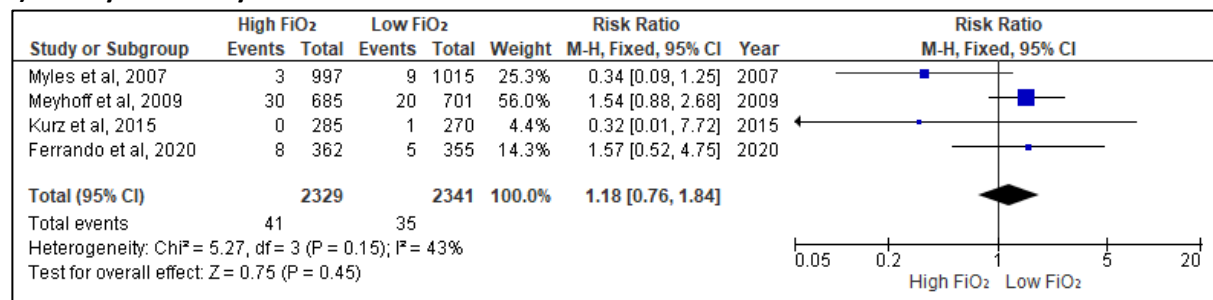 High FiO₂ Low FiO₂ Risk Ratio Risk Ratio
Study or Subgroup Events Total Events Total Weight M-H, Fixed, 95% CI Year M-H, Fixed, 95% CI
Myles et al, 2007 3 997 9 1015 25.3% 0.34 [0.09, 1.25] 2007
Meyhoff et al, 2009 30 685 20 701 56.0% 1.54 [0.88, 2.68] 2009
Kurz et al, 2015 0 285 1 270 4.4% 0.32 [0.01, 7.72] 2015
Ferrando et al, 2020 8 362 5 355 14.3% 1.57 [0.52, 4.75] 2020
Total (95% CI) 2329 2341 100.0% 1.18 [0.76, 1.84]
Total events 41 35
Heterogeneity: Chi² = 5.27, df = 3 (P = 0.15); I² = 43%
Test for overall effect: Z = 0.75 (P = 0.45)
0.05 0.2 1 5 20
High FiO₂ Low FiO₂